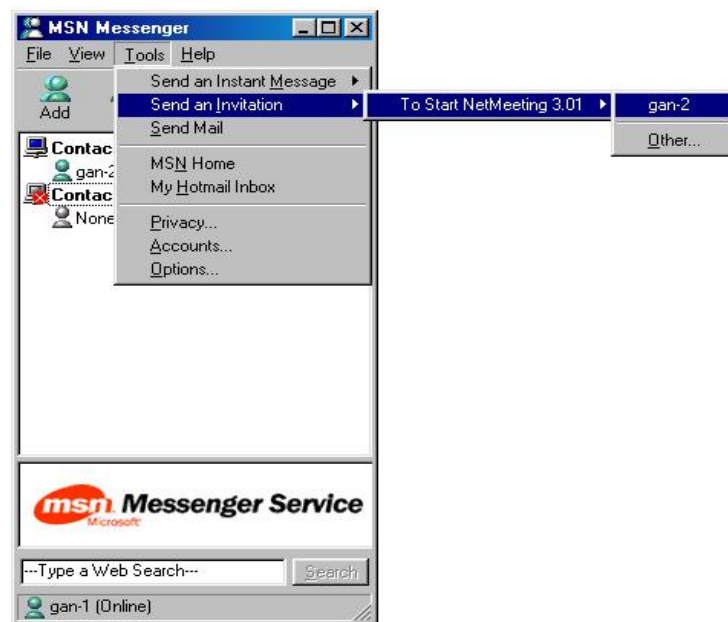 MSN Messenger
File View Tools Help
Add
Send an Instant Message
Send an Invitation
To Start NetMeeting 3.01
gan-2
Other...
Send Mail
MSN Home
My Hotmail Inbox
Privacy...
Accounts...
Options...
Contac
gan-2
Contac
None
msn Messenger Service
Microsoft
---Type a Web Search---
Search
gan-1 (Online)